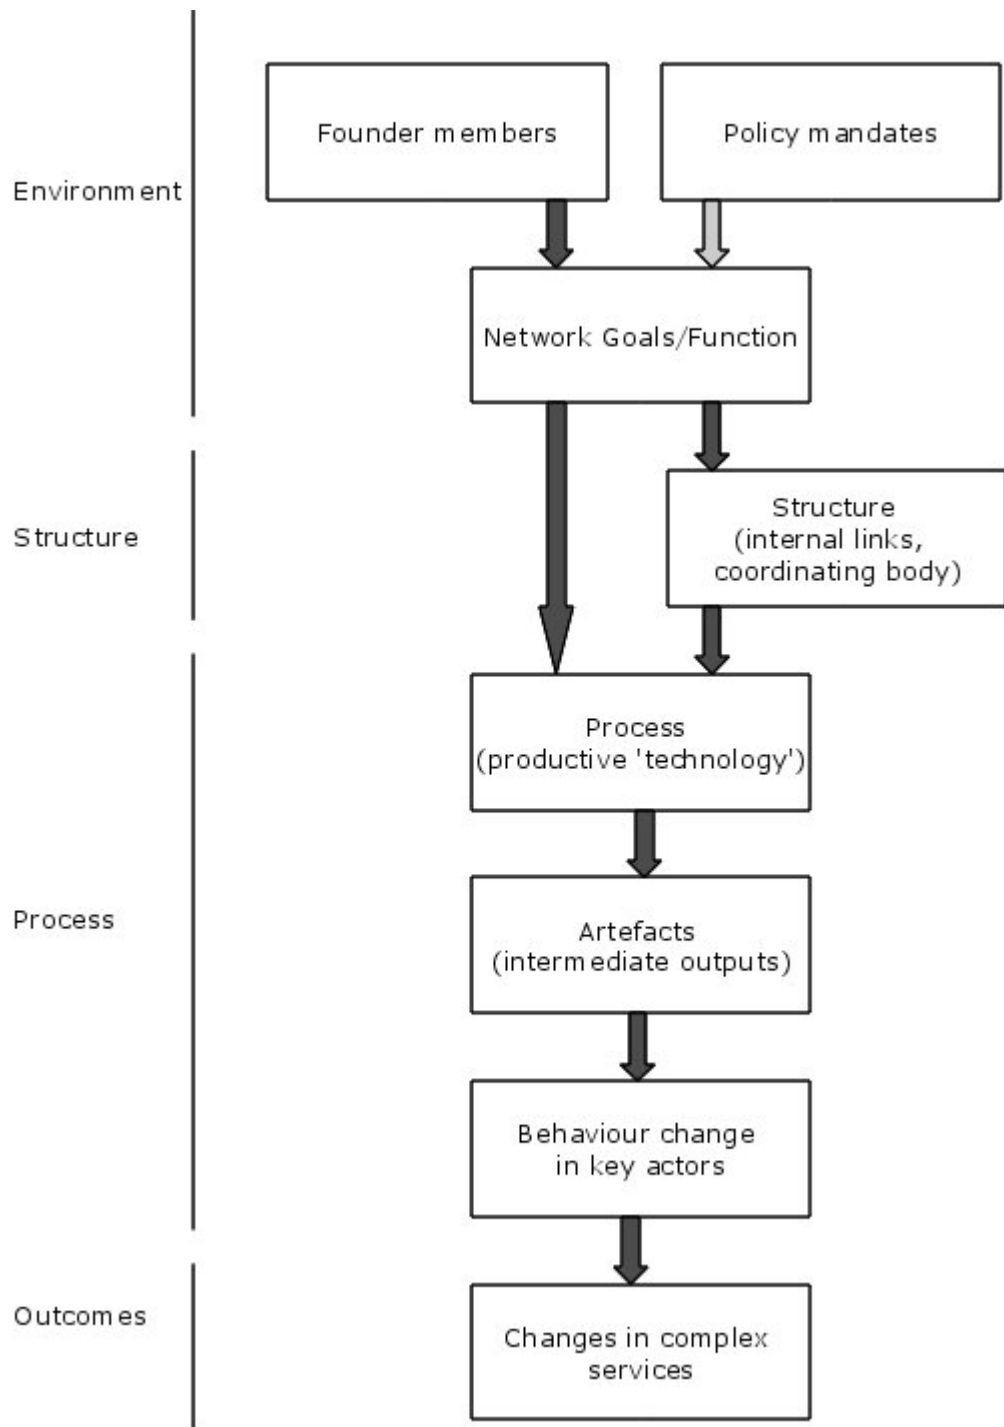 Founder members
Policy mandates
Environment
Network Goals/Function
Structure
Structure
(internal links,
coordinating body)
Process
(productive 'technology')
Process
Artefacts
(intermediate outputs)
Behaviour change
in key actors
Outcomes
Changes in complex
services